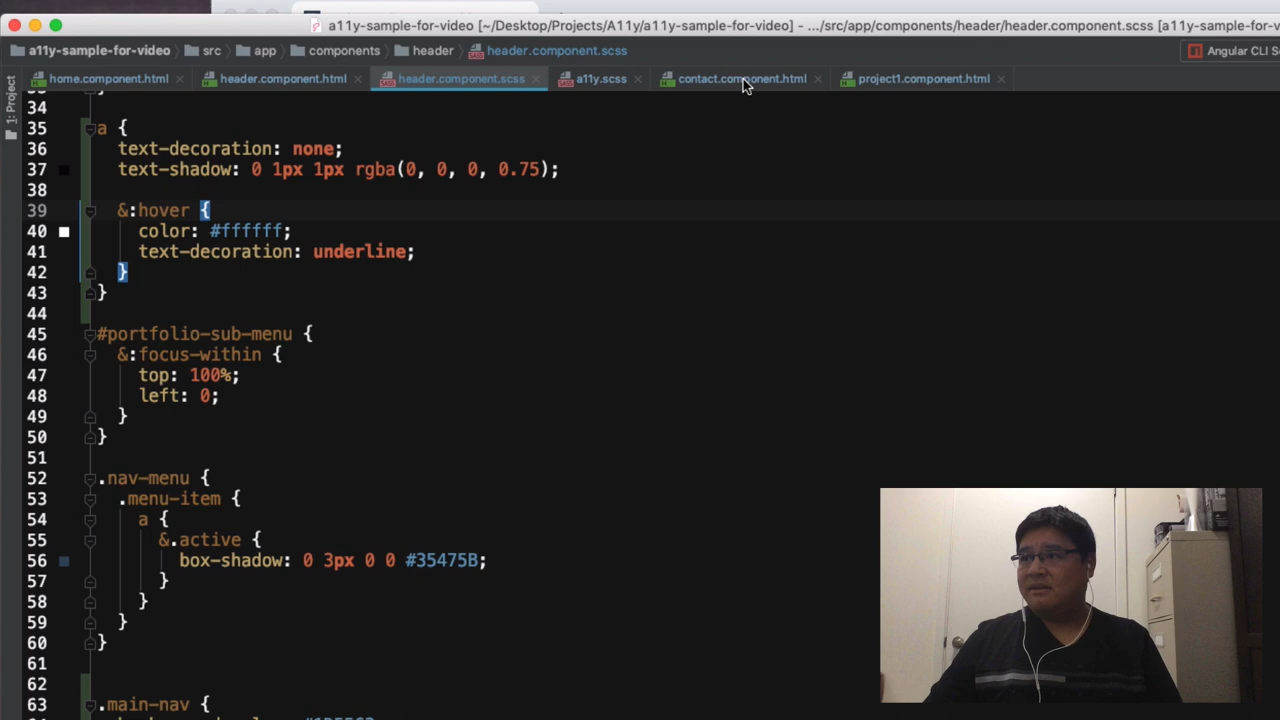 a11y-sample-for-video [~/Desktop/Projects/A11y/a11y-sample-for-video] - .../src/app/components/header/header.component.scss [a11y-sample-for-v
a11y-sample-for-video src app components header header.component.scss Angular CLI S
home.component.html header.component.html header.component.scss a11y.scss contact.component.html project1.component.html
1: Project
34
35 a {
36 text-decoration: none;
37 text-shadow: 0 1px 1px rgba(0, 0, 0, 0.75);
38
39 &:hover {
40 color: #ffffff;
41 text-decoration: underline;
42 }
43 }
44
45 #portfolio-sub-menu {
46 &:focus-within {
47 top: 100%;
48 left: 0;
49 }
50 }
51
52 .nav-menu {
53 .menu-item {
54 a {
55 &.active {
56 box-shadow: 0 3px 0 0 #35475B;
57 }
58 }
59 }
60 }
61
62
63 .main-nav {